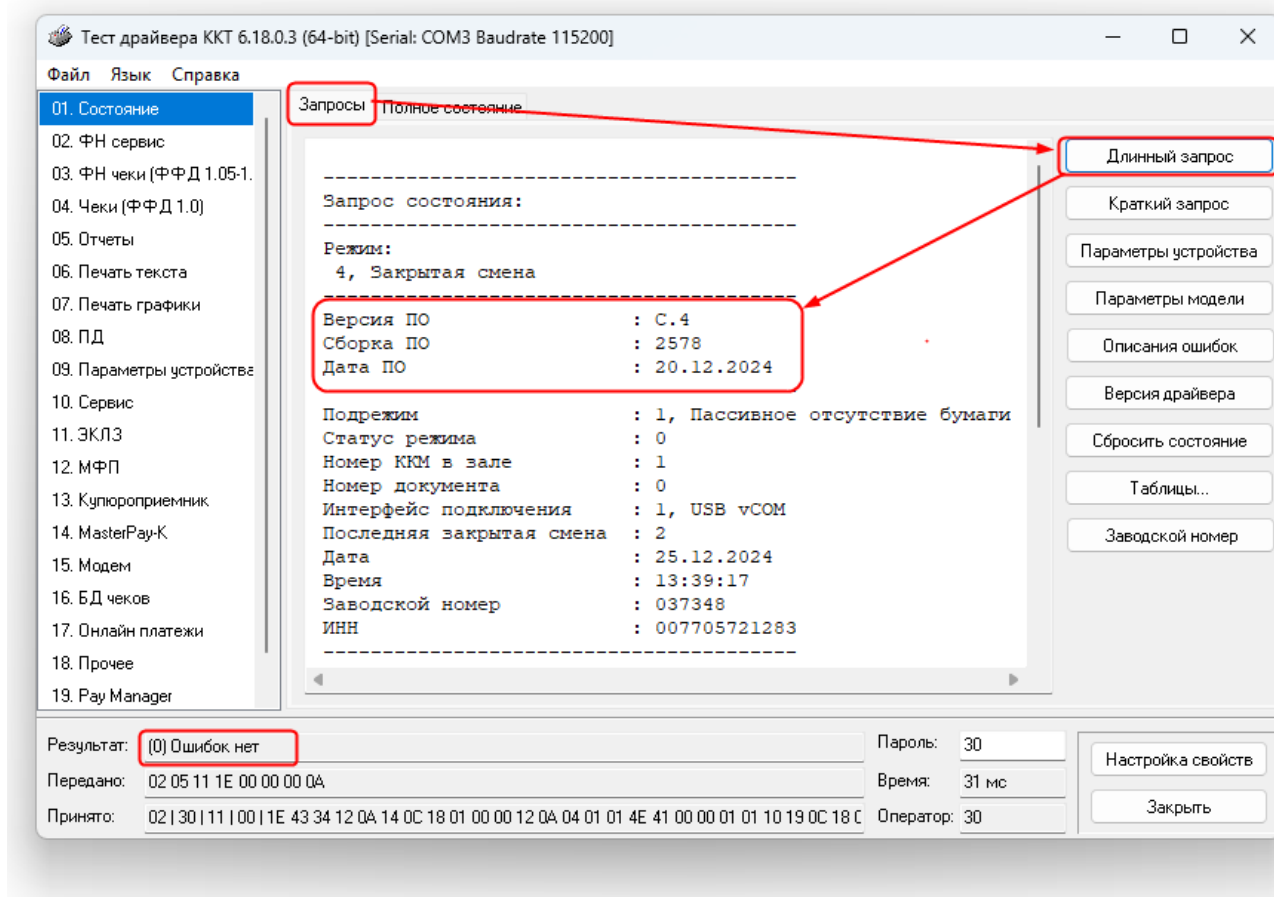 Тест драйвера ККТ 6.18.0.3 (64-bit) [Serial: COM3 Baudrate 115200]
Файл Язык Справка
01. Состояние
02. ФН сервис
03. ФН чеки (ФФД 1.05-1.
04. Чеки (ФФД 1.0)
05. Отчеты
06. Печать текста
07. Печать графики
08. ПД
09. Параметры устройства
10. Сервис
11. ЭКЛЗ
12. МФП
13. Купюроприемник
14. MasterPay-K
15. Модем
16. БД чеков
17. Онлайн платежи
18. Прочее
19. Pay Manager
Запросы Полное состояние
----------------------------------------
Запрос состояния:
----------------------------------------
Режим:
4, Закрытая смена
----------------------------------------
Версия ПО : C.4
Сборка ПО : 2578
Дата ПО : 20.12.2024
Подрежим : 1, Пассивное отсутствие бумаги
Статус режима : 0
Номер ККМ в зале : 1
Номер документа : 0
Интерфейс подключения : 1, USB vCOM
Последняя закрытая смена : 2
Дата : 25.12.2024
Время : 13:39:17
Заводской номер : 037348
ИНН : 007705721283
----------------------------------------
Длинный запрос
Краткий запрос
Параметры устройства
Параметры модели
Описания ошибок
Версия драйвера
Сбросить состояние
Таблицы...
Заводской номер
Результат: (0) Ошибок нет
Передано: 02 05 11 1E 00 00 00 0A
Принято: 02 | 30 | 11 | 00 | 1E 43 34 12 0A 14 0C 18 01 00 00 12 0A 04 01 01 4E 41 00 00 01 01 10 19 0C 18
Пароль: 30
Время: 31 мс
Оператор: 30
Настройка свойств
Закрыть